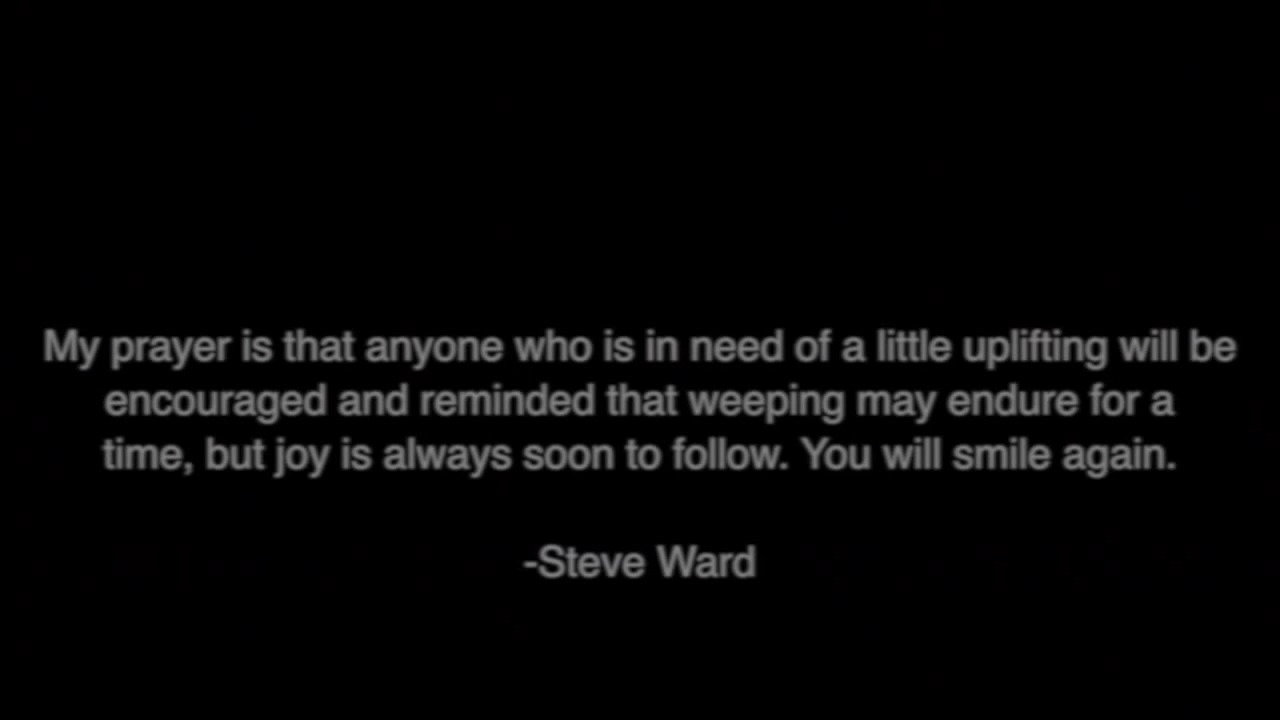 My prayer is that anyone who is in need of a little uplifting will be
encouraged and reminded that weeping may endure for a
time, but joy is always soon to follow. You will smile again.
-Steve Ward